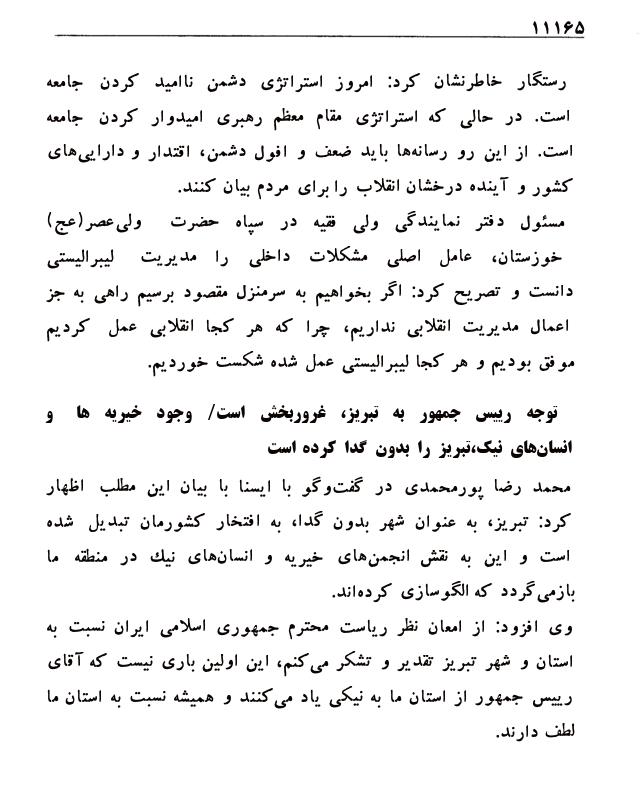 ۱۱۱۶۵
رستگار خاطرنشان کرد: امروز استراتژی دشمن ناامید کردن جامعه
است. در حالی که استراتژی مقام معظم رهبری امیدوار کردن جامعه
است. از این رو رسانه‌ها باید ضعف و افول دشمن، اقتدار و دارایی‌های
کشور و آینده درخشان انقلاب را برای مردم بیان کنند.
مسئول دفتر نمایندگی ولی فقیه در سپاه حضرت ولی‌عصر(عج)
خوزستان، عامل اصلی مشکلات داخلی را مدیریت لیبرالیستی
دانست و تصریح کرد: اگر بخواهیم به سرمنزل مقصود برسیم راهی به جز
اعمال مدیریت انقلابی نداریم، چرا که هر کجا انقلابی عمل کردیم
موفق بودیم و هر کجا لیبرالیستی عمل شده شکست خوردیم.
توجه رییس جمهور به تبریز، غروربخش است/ وجود خیریه ها و
انسان‌های نیک،تبریز را بدون گدا کرده است
محمد رضا پورمحمدی در گفت‌وگو با ایسنا با بیان این مطلب اظهار
کرد: تبریز، به عنوان شهر بدون گدا، به افتخار کشورمان تبدیل شده
است و این به نقش انجمن‌های خیریه و انسان‌های نیك در منطقه ما
بازمی‌گردد که الگوسازی کرده‌اند.
وی افزود: از امعان نظر ریاست محترم جمهوری اسلامی ایران نسبت به
استان و شهر تبریز تقدیر و تشکر می‌کنم، این اولین باری نیست که آقای
رییس جمهور از استان ما به نیکی یاد می‌کنند و همیشه نسبت به استان ما
لطف دارند.